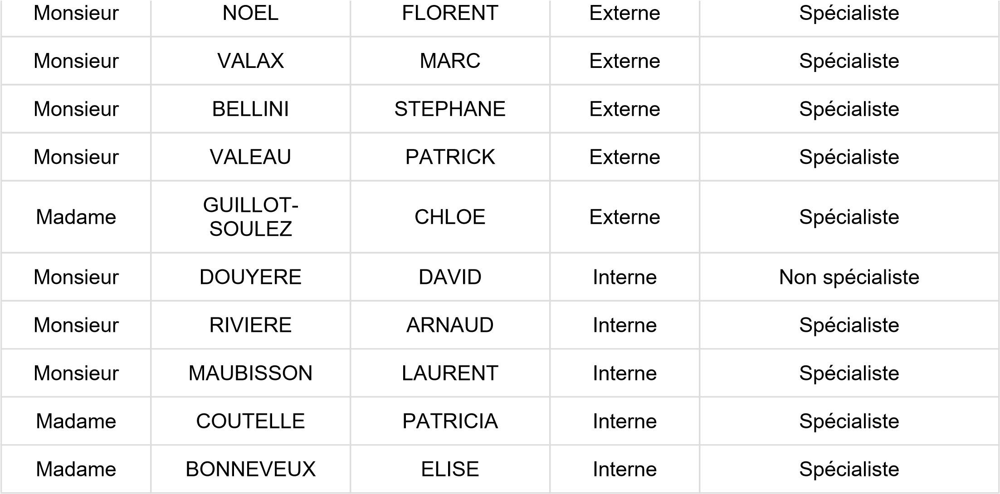 Monsieur NOEL FLORENT Externe Spécialiste
Monsieur VALAX MARC Externe Spécialiste
Monsieur BELLINI STEPHANE Externe Spécialiste
Monsieur VALEAU PATRICK Externe Spécialiste
Madame GUILLOT-
SOULEZ CHLOE Externe Spécialiste
Monsieur DOUYERE DAVID Interne Non spécialiste
Monsieur RIVIERE ARNAUD Interne Spécialiste
Monsieur MAUBISSON LAURENT Interne Spécialiste
Madame COUTELLE PATRICIA Interne Spécialiste
Madame BONNEVEUX ELISE Interne Spécialiste